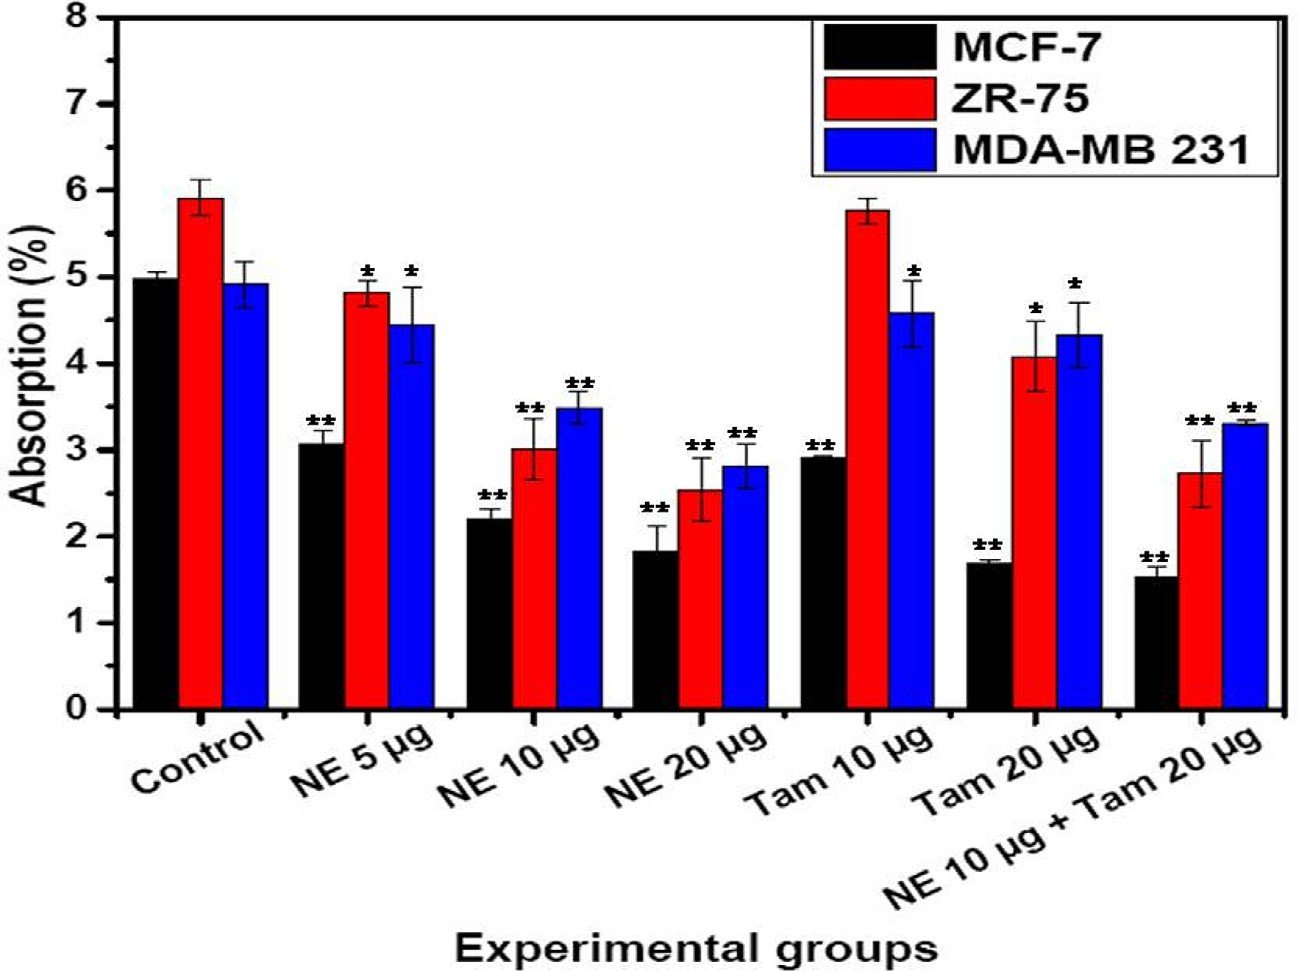 8
7
6
5
4
3
2
1
0
Absorption (%)
MCF-7
ZR-75
MDA-MB 231
* *
**
**
** **
** **
**
*
**
* *
**
** **
**
Control
NE 5 µg
NE 10 µg
NE 20 µg
Tam 10 µg
Tam 20 µg
NE 10 µg + Tam 20 µg
Experimental groups